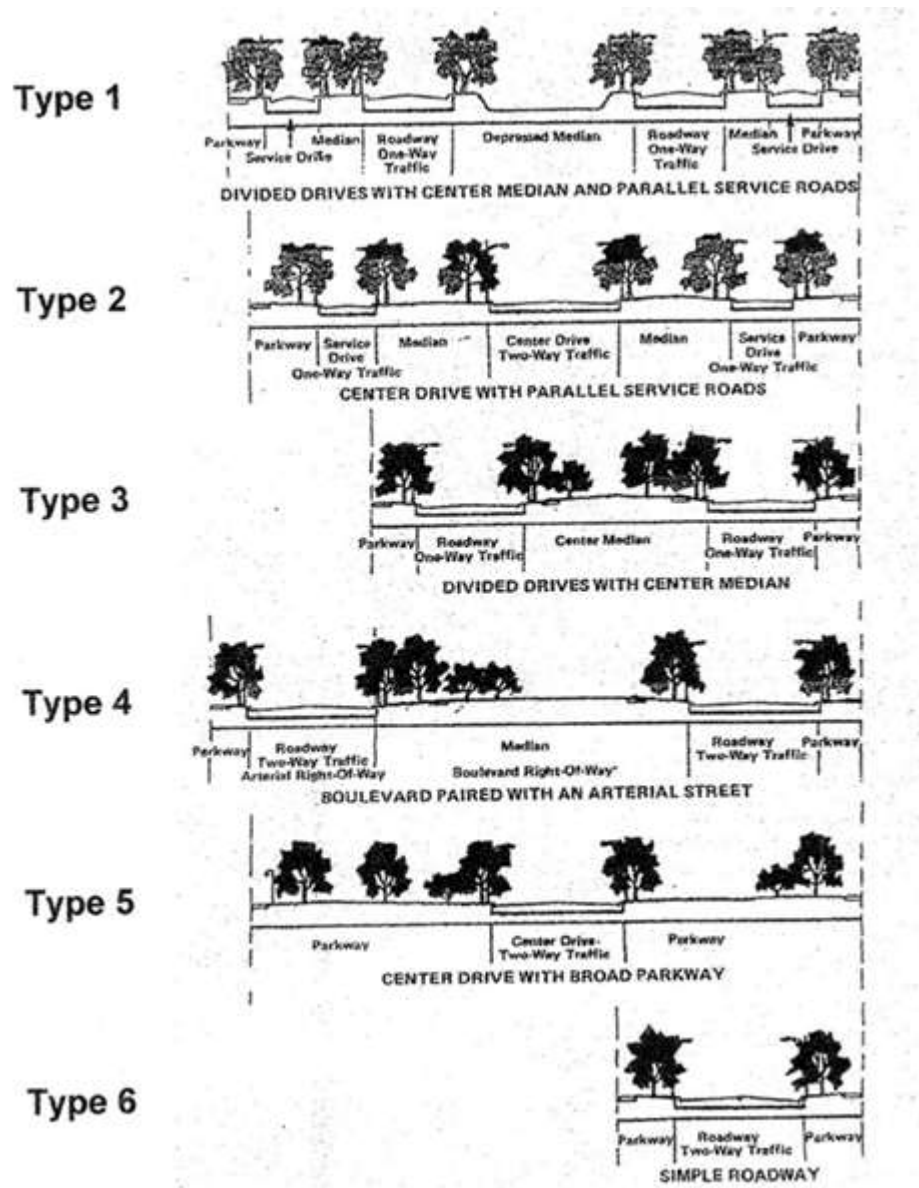 Type 1
Parkway Median Roadway Depressed Median Roadway Median Parkway
Service Drive One-Way One-Way Service Drive
Traffic Traffic
DIVIDED DRIVES WITH CENTER MEDIAN AND PARALLEL SERVICE ROADS
Type 2
Parkway Service Median Center Drive Median Service Parkway
Drive Two-Way Traffic Drive
One-Way Traffic One-Way Traffic
CENTER DRIVE WITH PARALLEL SERVICE ROADS
Type 3
Parkway Roadway Center Median Roadway Parkway
One-Way Traffic One-Way Traffic
DIVIDED DRIVES WITH CENTER MEDIAN
Type 4
Parkway Roadway Median Roadway Parkway
Two-Way Traffic Two-Way Traffic
Arterial Right-Of-Way Boulevard Right-Of-Way"
BOULEVARD PAIRED WITH AN ARTERIAL STREET
Type 5
Parkway Center Drive- Parkway
Two-Way Traffic
CENTER DRIVE WITH BROAD PARKWAY
Type 6
Parkway Roadway Parkway
Two-Way Traffic
SIMPLE ROADWAY